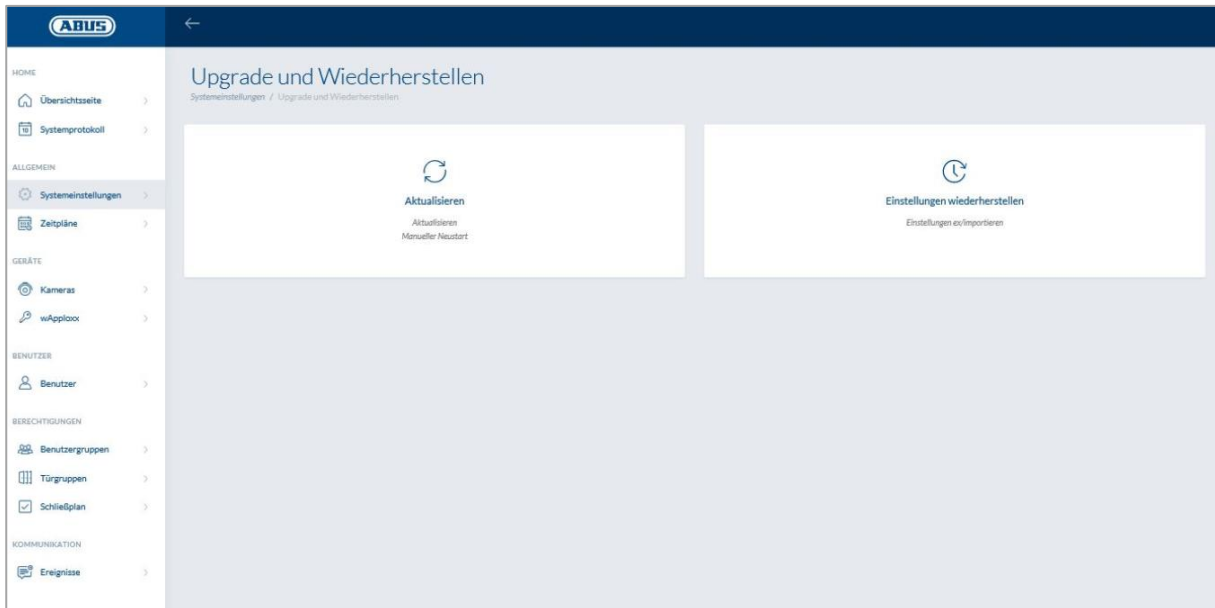 ABUS
HOME
Übersichtsseite
Systemprotokoll
ALLGEMEIN
Systemeinstellungen
Zeitpläne
GERÄTE
Kameras
wApploxx
BENUTZER
Benutzer
BERECHTIGUNGEN
Benutzergruppen
Türgruppen
Schließplan
KOMMUNIKATION
Ereignisse
Upgrade und Wiederherstellen
Systemeinstellungen / Upgrade und Wiederherstellen
Aktualisieren
Aktualisieren
Manueller Neustart
Einstellungen wiederherstellen
Einstellungen ex/importieren